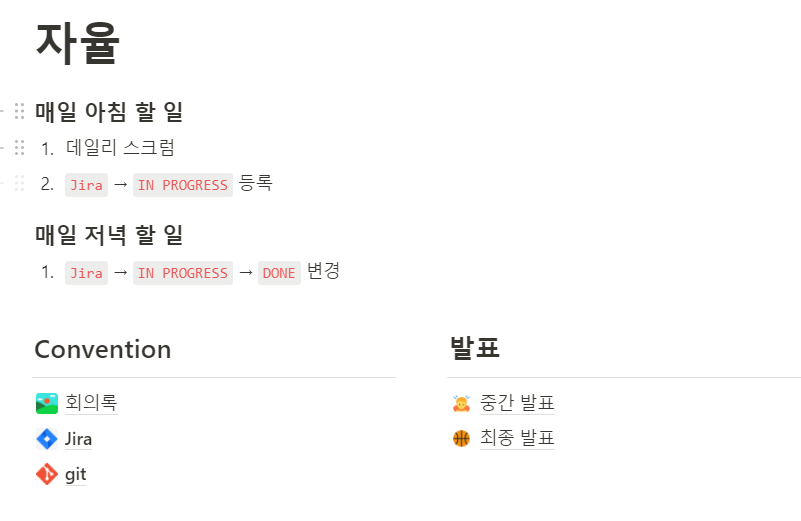 자율
매일 아침 할 일
1. 데일리 스크럼
2. Jira → IN PROGRESS 등록
매일 저녁 할 일
1. Jira → IN PROGRESS → DONE 변경
Convention
회의록
Jira
git
발표
중간 발표
최종 발표